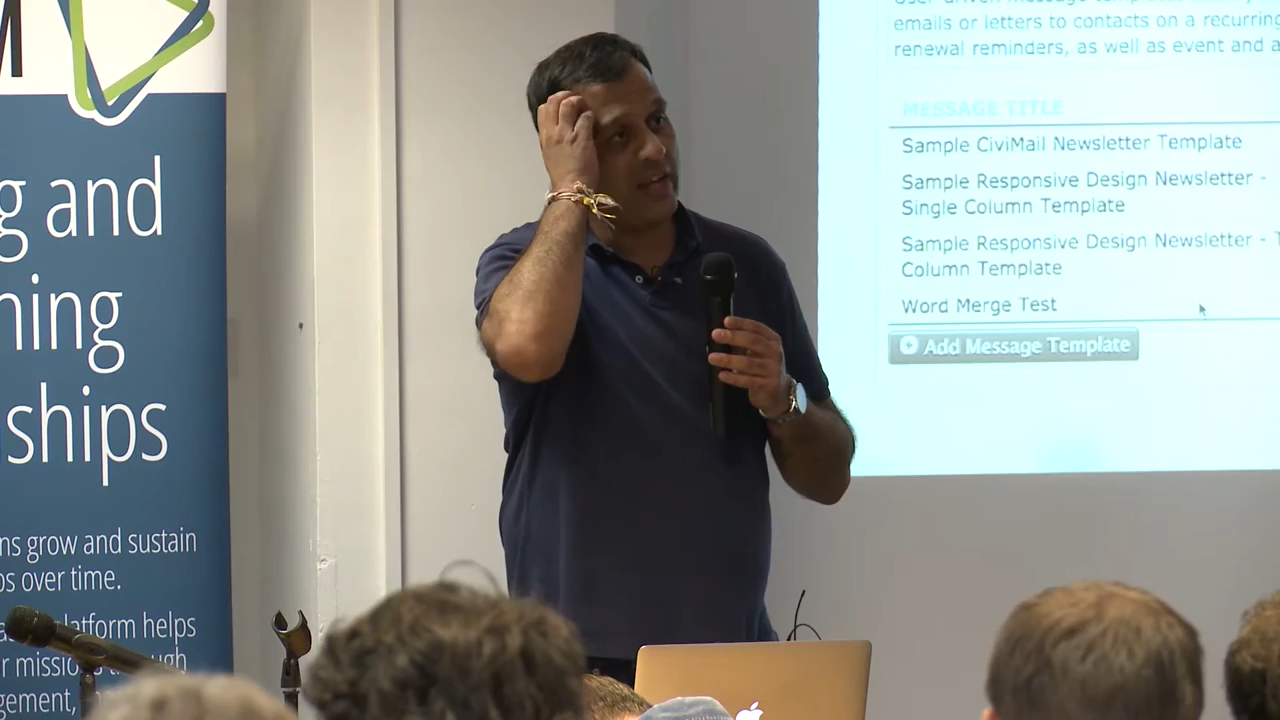 M
g and
ning
ships
ns grow and sustain
os over time.
platform helps
r missio
gement,
emails or letters to contacts on a recurring
renewal reminders, as well as event and a
MESSAGE TITLE
Sample CiviMail Newsletter Template
Sample Responsive Design Newsletter -
Single Column Template
Sample Responsive Design Newsletter - T
Column Template
Word Merge Test
Add Message Template